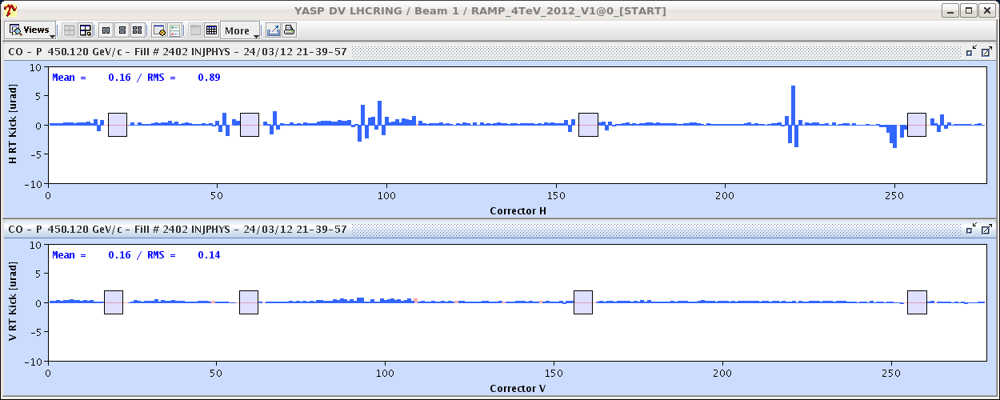 YASP DV LHCRING / Beam 1 / RAMP_4TeV_2012_V1@0_[START]
Views More
CO - P 450.120 GeV/c - Fill # 2402 INJPHYS - 24/03/12 21-39-57
Mean = 0.16 / RMS = 0.89
H RT Kick [urad]
10
5
0
-5
-10
0 50 100 150 200 250
Corrector H
CO - P 450.120 GeV/c - Fill # 2402 INJPHYS - 24/03/12 21-39-57
Mean = 0.16 / RMS = 0.14
V RT Kick [urad]
10
5
0
-5
-10
0 50 100 150 200 250
Corrector V